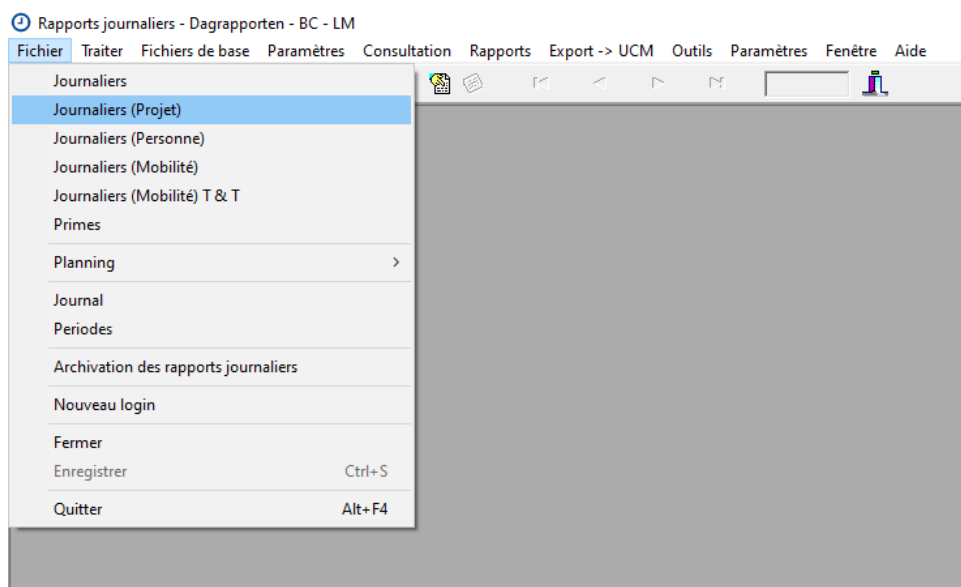 Rapports journaliers - Dagrapporten - BC - LM
Fichier Traiter Fichiers de base Paramètres Consultation Rapports Export -> UCM Outils Paramètres Fenêtre Aide
Journaliers
Journaliers (Projet)
Journaliers (Personne)
Journaliers (Mobilité)
Journaliers (Mobilité) T & T
Primes
Planning >
Journal
Periodes
Archivation des rapports journaliers
Nouveau login
Fermer
Enregistrer Ctrl+S
Quitter Alt+F4